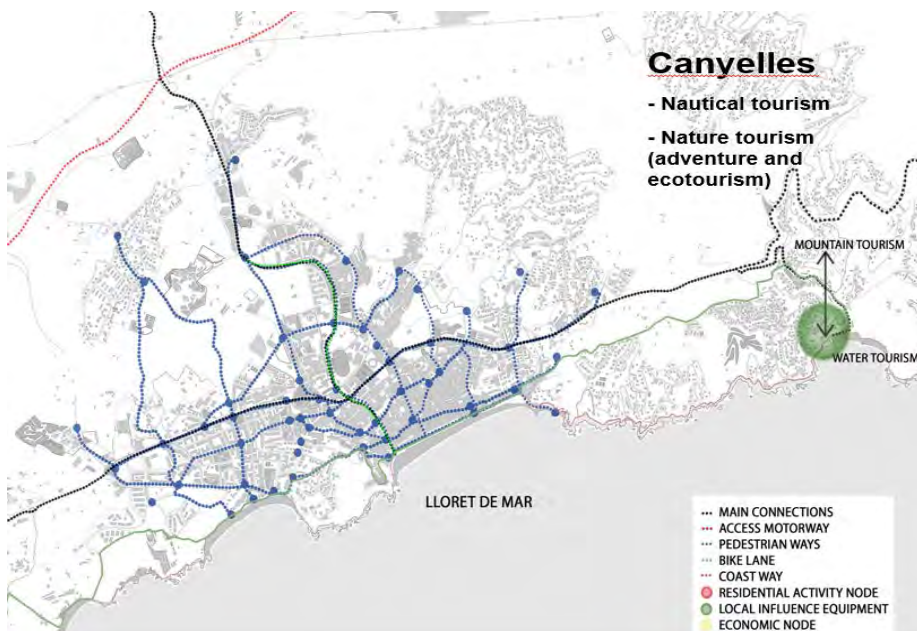 Canyelles
- Nautical tourism
- Nature tourism
(adventure and
ecotourism)
MOUNTAIN TOURISM
WATER TOURISM
LLORET DE MAR
MAIN CONNECTIONS
ACCESS MOTORWAY
PEDESTRIAN WAYS
BIKE LANE
COAST WAY
RESIDENTIAL ACTIVITY NODE
LOCAL INFLUENCE EQUIPMENT
ECONOMIC NODE